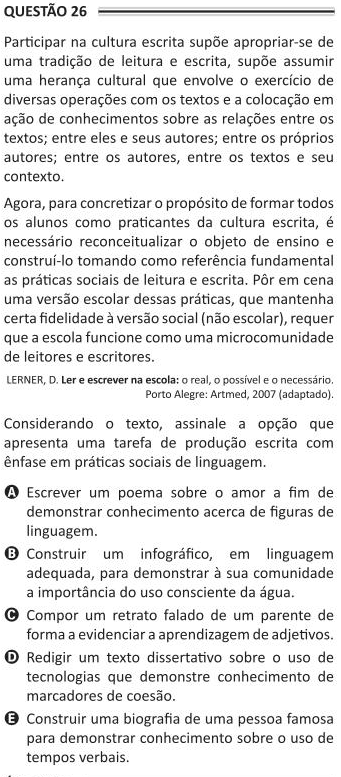 QUESTÃO 26
Participar na cultura escrita supõe apropriar-se de
uma tradição de leitura e escrita, supõe assumir
uma herança cultural que envolve o exercício de
diversas operações com os textos e a colocação em
ação de conhecimentos sobre as relações entre os
textos; entre eles e seus autores; entre os próprios
autores; entre os autores, entre os textos e seu
contexto.
Agora, para concretizar o propósito de formar todos
os alunos como praticantes da cultura escrita, é
necessário reconceitualizar o objeto de ensino e
construí-lo tomando como referência fundamental
as práticas sociais de leitura e escrita. Pôr em cena
uma versão escolar dessas práticas, que mantenha
certa fidelidade à versão social (não escolar), requer
que a escola funcione como uma microcomunidade
de leitores e escritores.
LERNER, D. Ler e escrever na escola: o real, o possível e o necessário.
Porto Alegre: Artmed, 2007 (adaptado).
Considerando o texto, assinale a opção que
apresenta uma tarefa de produção escrita com
ênfase em práticas sociais de linguagem.
A Escrever um poema sobre o amor a fim de
demonstrar conhecimento acerca de figuras de
linguagem.
B Construir um infográfico, em linguagem
adequada, para demonstrar à sua comunidade
a importância do uso consciente da água.
C Compor um retrato falado de um parente de
forma a evidenciar a aprendizagem de adjetivos.
D Redigir um texto dissertativo sobre o uso de
tecnologias que demonstre conhecimento de
marcadores de coesão.
E Construir uma biografia de uma pessoa famosa
para demonstrar conhecimento sobre o uso de
tempos verbais.